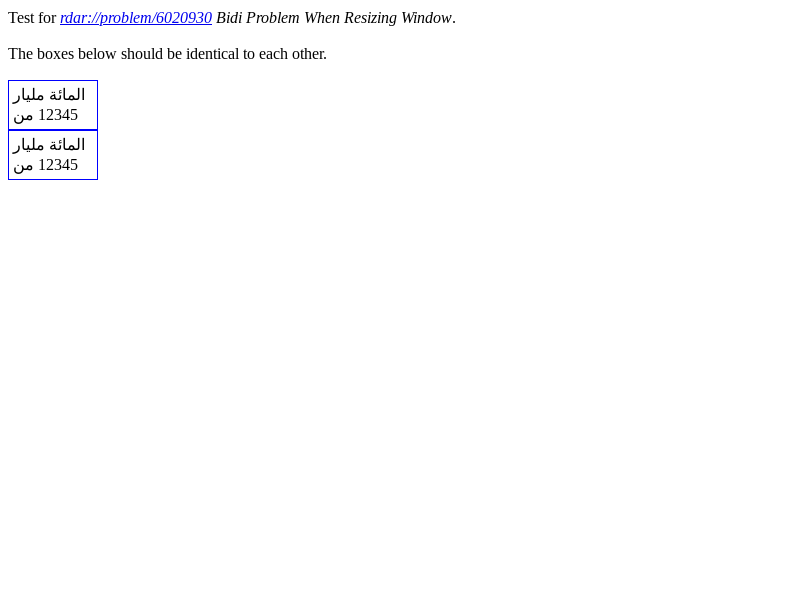 Test for rdar://problem/6020930 Bidi Problem When Resizing Window.
The boxes below should be identical to each other.
المائة مليار
12345 من
المائة مليار
12345 من